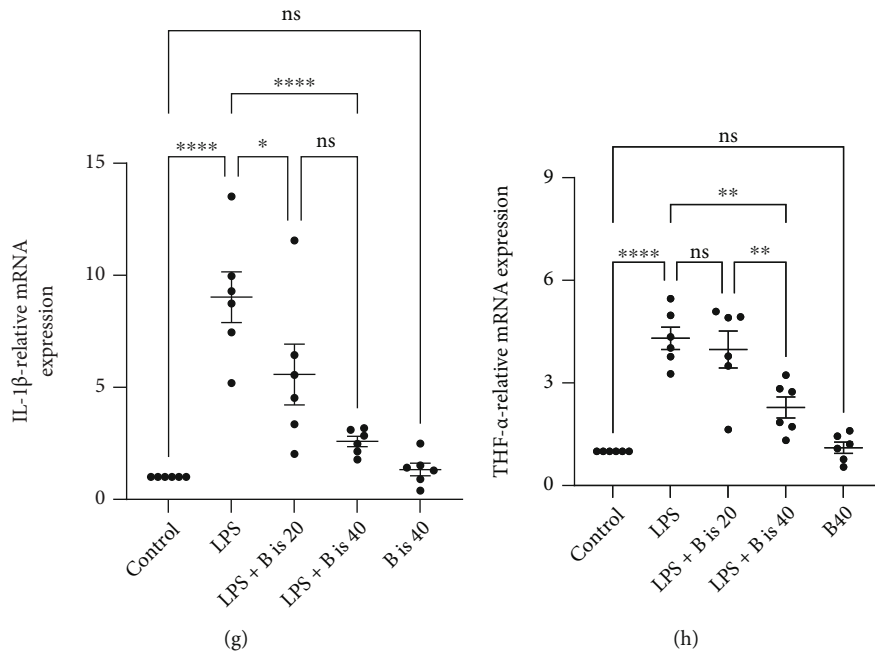 ns
****
****
*
ns
15
10
5
0
IL-1β-relative mRNA
expression
Control
LPS
LPS + B is 20
LPS + B is 40
B is 40
(g)
ns
**
****
ns
**
9
6
3
0
THF-α-relative mRNA expression
Control
LPS
LPS + B is 20
LPS + B is 40
B40
(h)